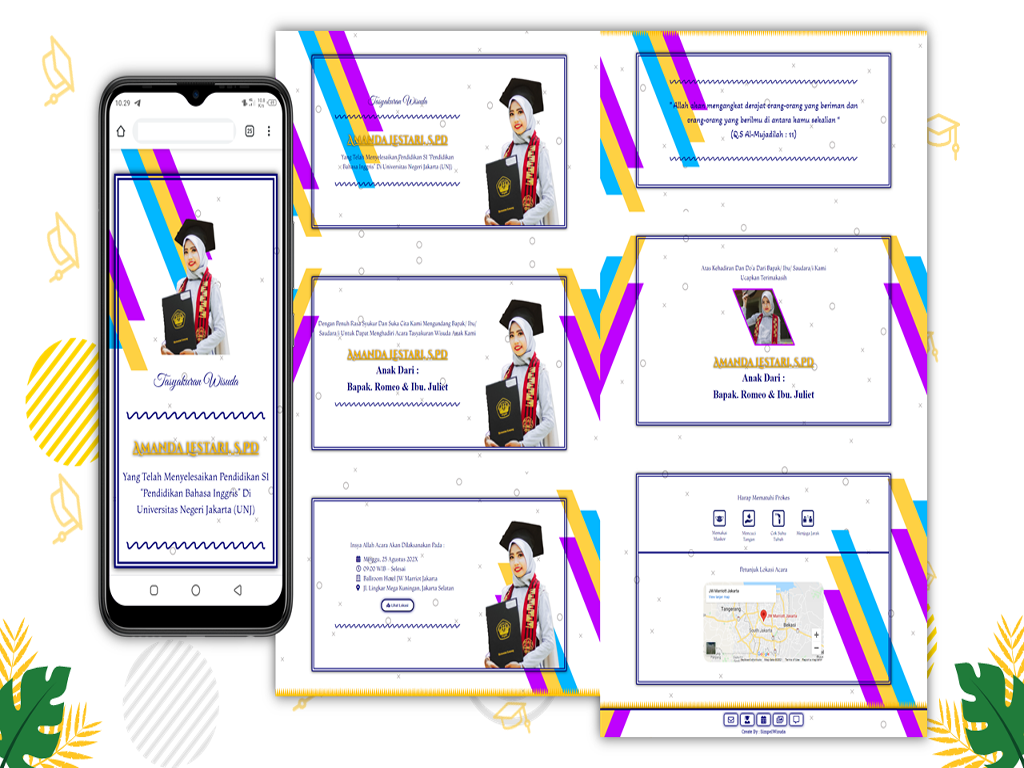 10.29
25
Tasyakuran Wisuda
AMANDA LESTARI, S.PD
Yang Telah Menyelesaikan Pendidikan S1
"Pendidikan Bahasa Inggris" Di
Universitas Negeri Jakarta (UNJ)
Tasyakuran Wisuda
AMANDA LESTARI, S.PD
Yang Telah Menyelesaikan Pendidikan S1 "Pendidikan
Bahasa Inggris" Di Universitas Negeri Jakarta (UNJ)
Dengan Penuh Rasa Syukur Dan Suka Cita Kami Mengundang Bapak/ Ibu/
Saudara/i Untuk Dapat Menghadiri Acara Tasyakuran Wisuda Anak Kami
AMANDA LESTARI, S.PD
Anak Dari :
Bapak. Romeo & Ibu. Juliet
Insya Allah Acara Akan Dilaksanakan Pada :
Minggu, 25 Agustus 202X
09.00 WIB - Selesai
Ballroom Hotel JW Marriot Jakarta
Jl. Lingkar Mega Kuningan, Jakarta Selatan
Lihat Lokasi
" Allah akan mengangkat derajat orang-orang yang beriman dan
orang-orang yang berilmu di antara kamu sekalian "
(Q.S Al-Mujadilah : 11)
Atas Kehadiran Dan Do'a Dari Bapak/ Ibu/ Saudara/i Kami
Ucapkan Terimakasih
AMANDA LESTARI, S.PD
Anak Dari :
Bapak. Romeo & Ibu. Juliet
Harap Mematuhi Prokes
Memakai Masker
Mencuci Tangan
Cek Suhu Tubuh
Menjaga Jarak
Penunjuk Lokasi Acara
JW Marriott Jakarta
View larger map
Tangerang
JW Marriott Jakarta
Bekasi
South Jakarta